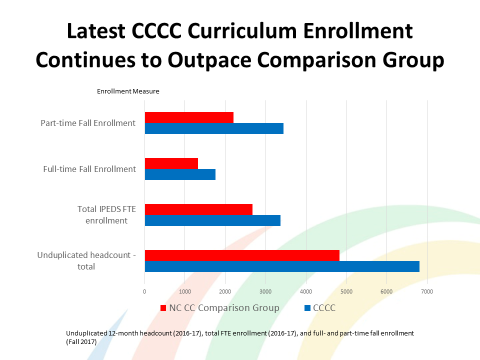 Latest CCCC Curriculum Enrollment
Continues to Outpace Comparison Group
Enrollment Measure
Part-time Fall Enrollment
Full-time Fall Enrollment
Total IPEDS FTE
enrollment
Unduplicated headcount -
total
0 1000 2000 3000 4000 5000 6000 7000
NC CC Comparison Group CCCC
Unduplicated 12-month headcount (2016-17), total FTE enrollment (2016-17), and full- and part-time fall enrollment
(Fall 2017)